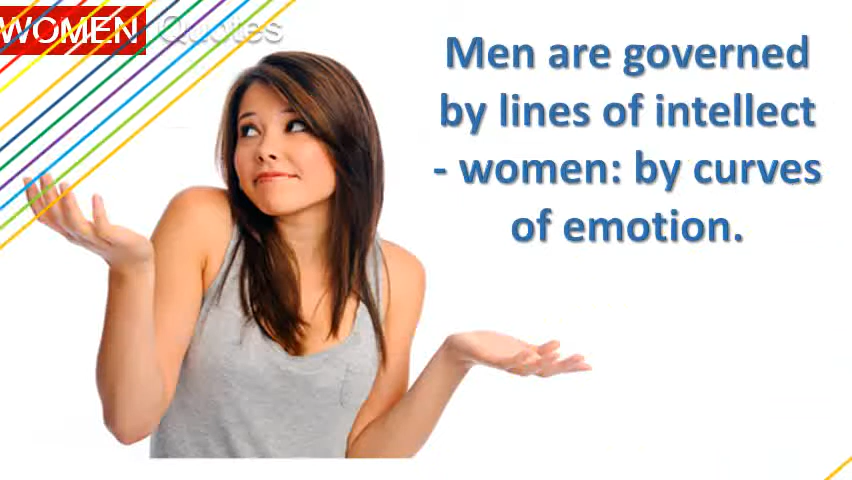 WOMEN Quotes
Men are governed
by lines of intellect
- women: by curves
of emotion.